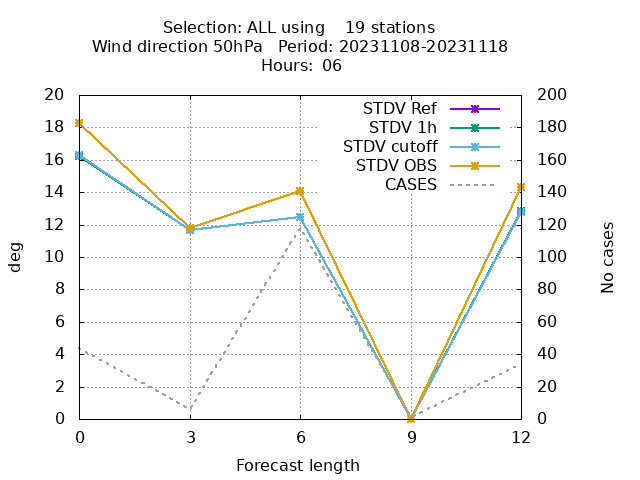 Selection: ALL using    19 stations
Wind direction 50hPa   Period: 20231108-20231118
Hours: 06
STDV Ref
STDV 1h
STDV cutoff
STDV OBS
CASES
deg
20
18
16
14
12
10
8
6
4
2
0
No cases
200
180
160
140
120
100
80
60
40
20
0
0 3 6 9 12
Forecast length